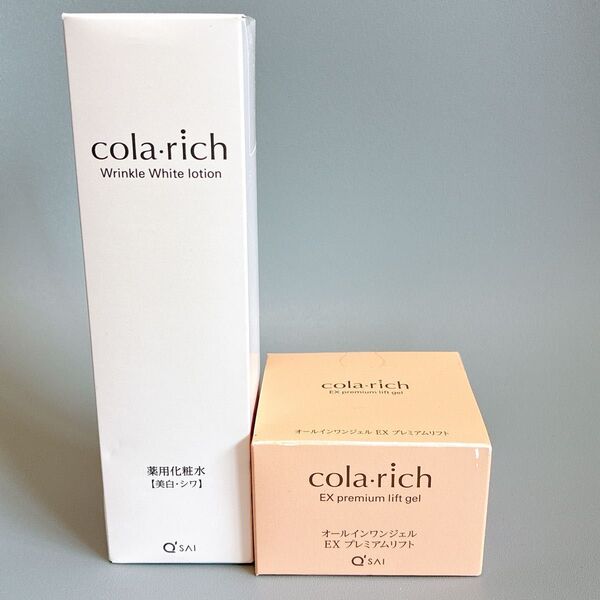 cola·rich
Wrinkle White lotion
薬用化粧水
【美白・シワ】
Q'SAI
cola·rich
EX premium lift gel
オールインワンジェル EX プレミアムリフト
cola·rich
EX premium lift gel
オールインワンジェル
EX プレミアムリフト
Q'SAI